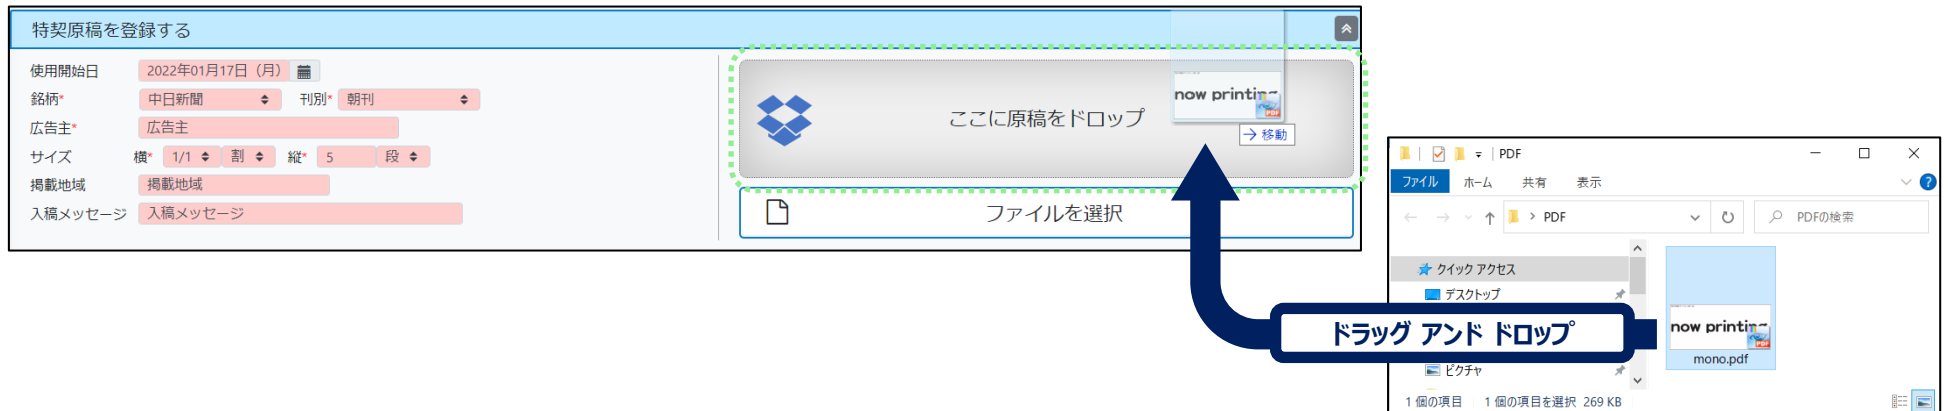 特契原稿を登録する
使用開始日 2022年01月17日（月）
銘柄* 中日新聞 刊別* 朝刊
広告主* 広告主
サイズ 横* 1/1 割 縦* 5 段
掲載地域 掲載地域
入稿メッセージ 入稿メッセージ
ここに原稿をドロップ
now printing
PDF
→移動
ファイルを選択
ドラッグ アンド ドロップ
PDF
ファイル ホーム 共有 表示
PDF PDFの検索
クイック アクセス
デスクトップ
ピクチャ
now printing
PDF
mono.pdf
1 個の項目 1 個の項目を選択 269 KB